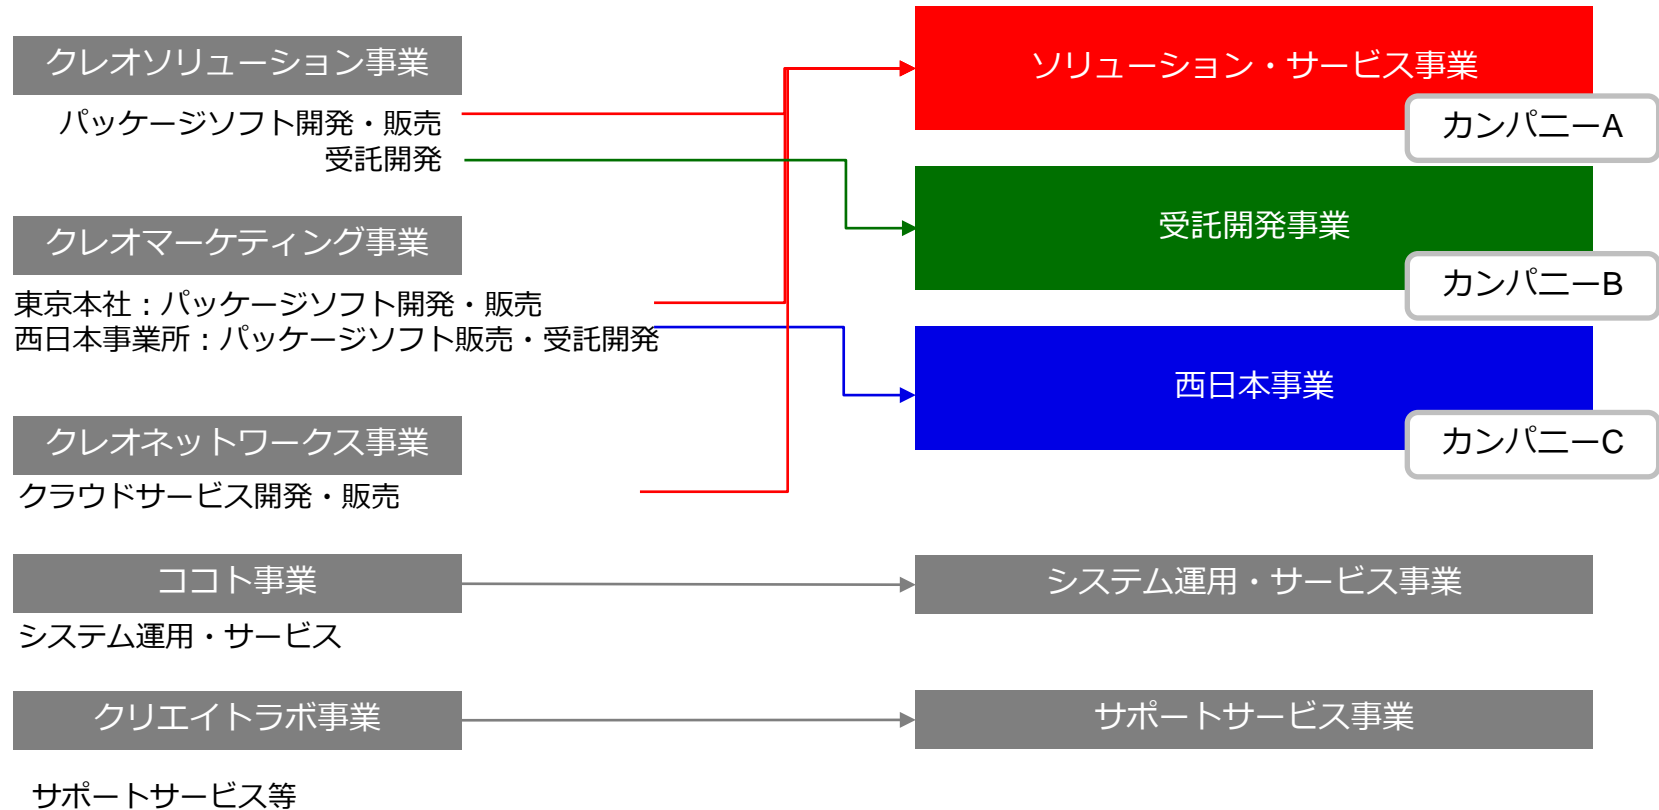 クレオソリューション事業
パッケージソフト開発・販売
受託開発
クレオマーケティング事業
東京本社：パッケージソフト開発・販売
西日本事業所：パッケージソフト販売・受託開発
クレオネットワークス事業
クラウドサービス開発・販売
ココト事業
システム運用・サービス
クリエイトラボ事業
サポートサービス等
ソリューション・サービス事業
カンパニーA
受託開発事業
カンパニーB
西日本事業
カンパニーC
システム運用・サービス事業
サポートサービス事業